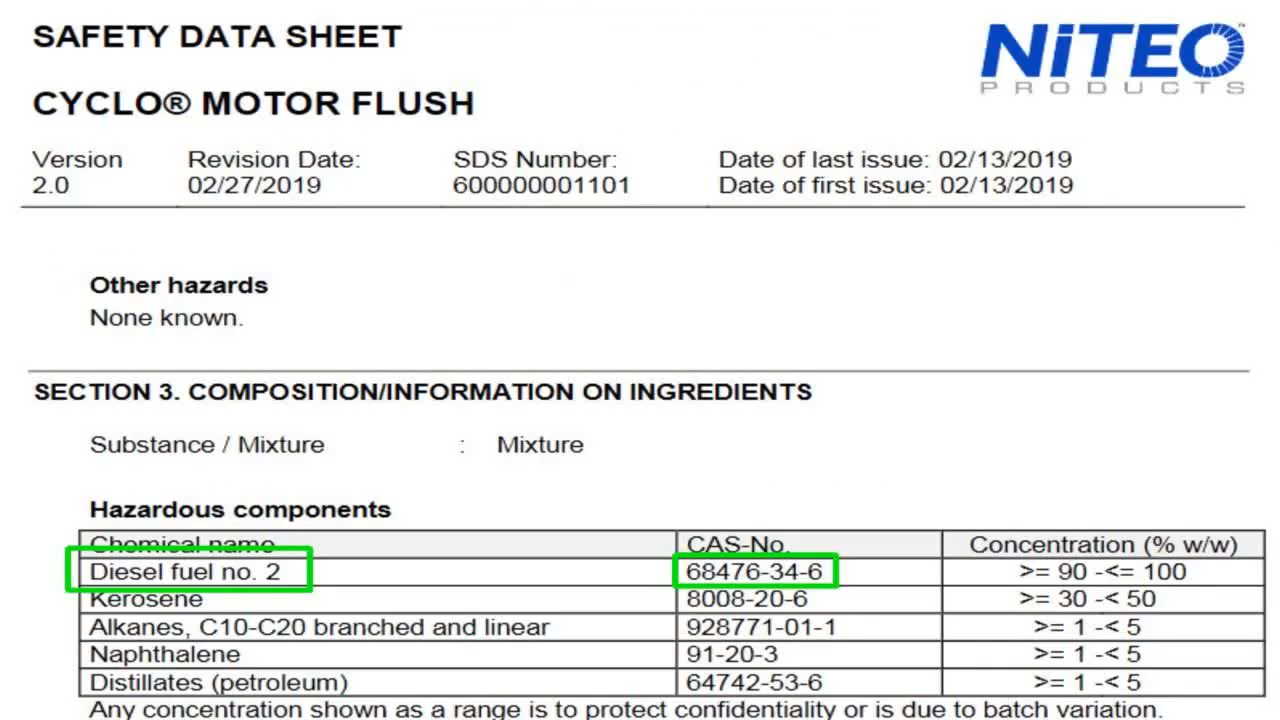 SAFETY DATA SHEET
NiTEO™
PRODUCTS
CYCLO® MOTOR FLUSH
Version Revision Date: SDS Number: Date of last issue: 02/13/2019
2.0 02/27/2019 600000001101 Date of first issue: 02/13/2019
Other hazards
None known.
SECTION 3. COMPOSITION/INFORMATION ON INGREDIENTS
Substance / Mixture : Mixture
Hazardous components
Chemical name CAS-No. Concentration (% w/w)
Diesel fuel no. 2 68476-34-6 >= 90 -<= 100
Kerosene 8008-20-6 >= 30 -< 50
Alkanes, C10-C20 branched and linear 928771-01-1 >= 1 -< 5
Naphthalene 91-20-3 >= 1 -< 5
Distillates (petroleum) 64742-53-6 >= 1 -< 5
Any concentration shown as a range is to protect confidentiality or is due to batch variation.